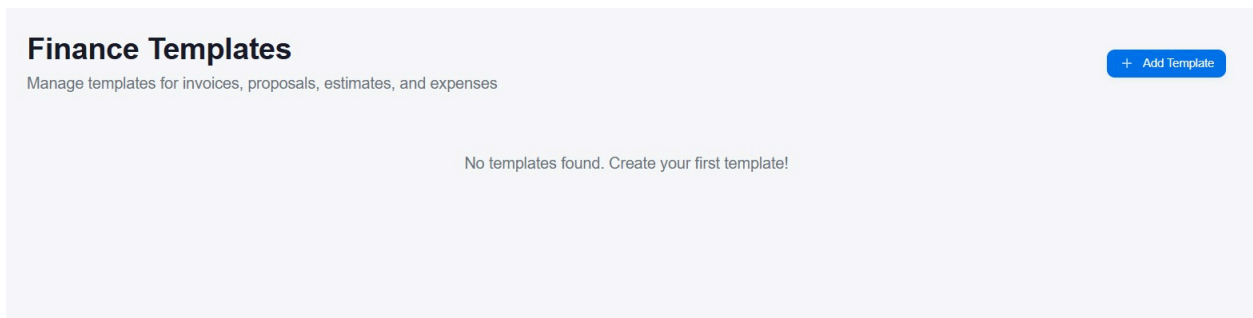 Finance Templates
Manage templates for invoices, proposals, estimates, and expenses
+ Add Template
No templates found. Create your first template!